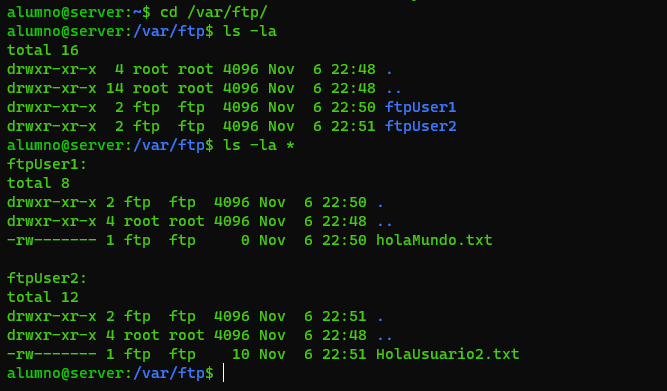 alumno@server:~$ cd /var/ftp/
alumno@server:/var/ftp$ ls -la
total 16
drwxr-xr-x  4 root root 4096 Nov  6 22:48 .
drwxr-xr-x 14 root root 4096 Nov  6 22:48 ..
drwxr-xr-x  2 ftp  ftp  4096 Nov  6 22:50 ftpUser1
drwxr-xr-x  2 ftp  ftp  4096 Nov  6 22:51 ftpUser2
alumno@server:/var/ftp$ ls -la *
ftpUser1:
total 8
drwxr-xr-x 2 ftp  ftp  4096 Nov  6 22:50 .
drwxr-xr-x 4 root root 4096 Nov  6 22:48 ..
-rw------- 1 ftp  ftp     0 Nov  6 22:50 holaMundo.txt

ftpUser2:
total 12
drwxr-xr-x 2 ftp  ftp  4096 Nov  6 22:51 .
drwxr-xr-x 4 root root 4096 Nov  6 22:48 ..
-rw------- 1 ftp  ftp    10 Nov  6 22:51 HolaUsuario2.txt
alumno@server:/var/ftp$